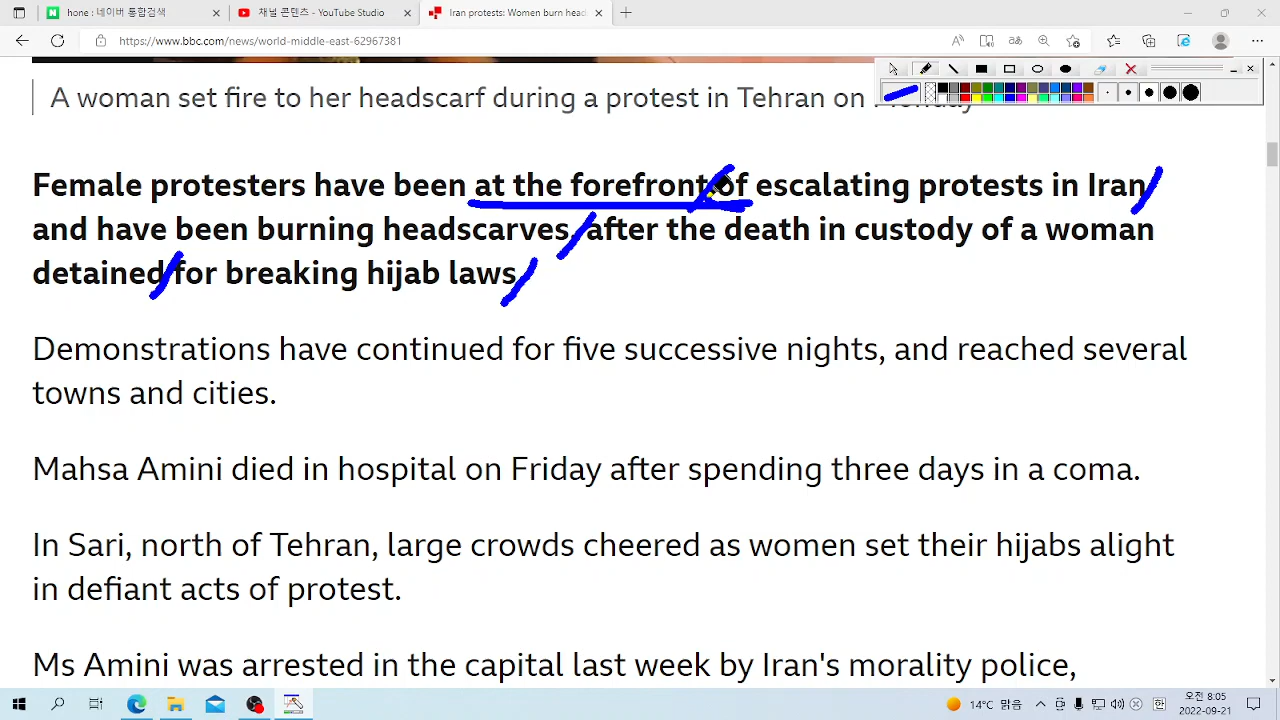 hone : 네이버 통합검색
채널 콘텐츠 - YouTube Studio
Iran protests: Women burn head
https://www.bbc.com/news/world-middle-east-62967381
A woman set fire to her headscarf during a protest in Tehran on Monday
Female protesters have been at the forefront of escalating protests in Iran
and have been burning headscarves, after the death in custody of a woman
detained for breaking hijab laws.
Demonstrations have continued for five successive nights, and reached several
towns and cities.
Mahsa Amini died in hospital on Friday after spending three days in a coma.
In Sari, north of Tehran, large crowds cheered as women set their hijabs alight
in defiant acts of protest.
Ms Amini was arrested in the capital last week by Iran's morality police,
14°C 맑음
오전 8:05
2022-09-21